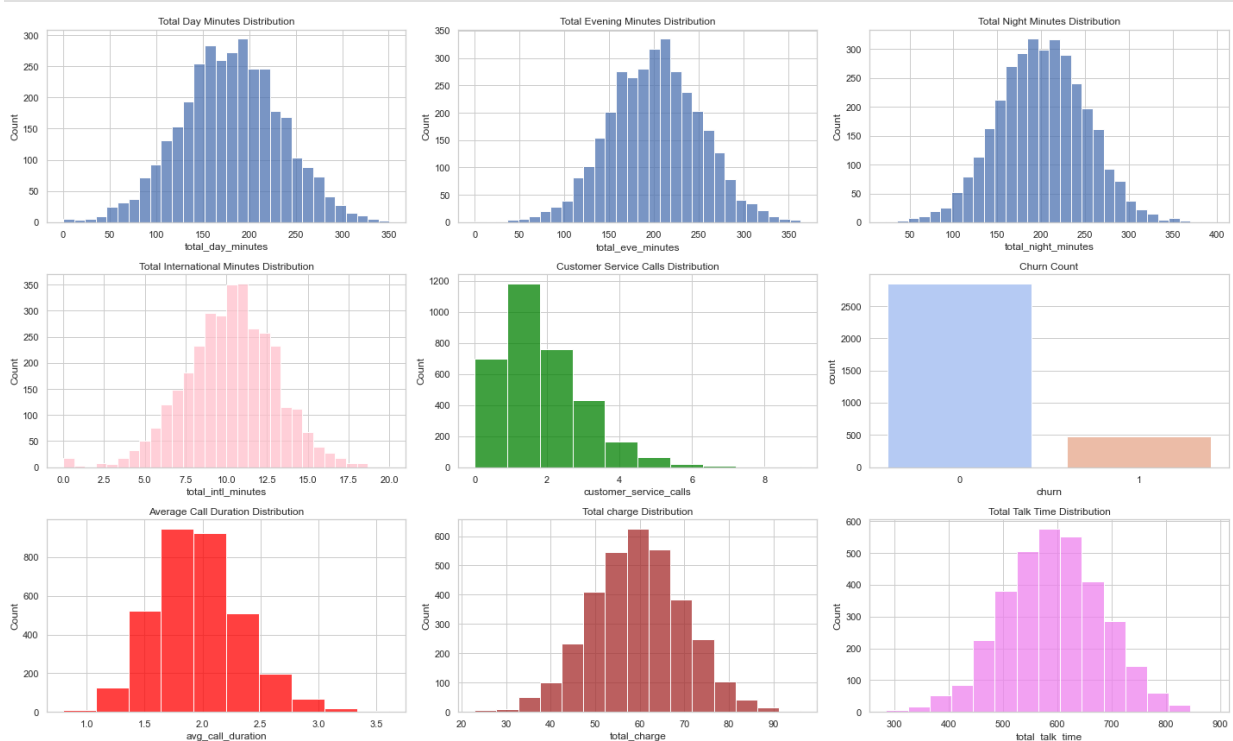 Total Day Minutes Distribution
Count
300
250
200
150
100
50
0
0 50 100 150 200 250 300 350
total_day_minutes
Total Evening Minutes Distribution
Count
350
300
250
200
150
100
50
0
50 100 150 200 250 300 350
total_eve_minutes
Total Night Minutes Distribution
Count
300
250
200
150
100
50
0
50 100 150 200 250 300 350 400
total_night_minutes
Total International Minutes Distribution
Count
350
300
250
200
150
100
50
0
0.0 2.5 5.0 7.5 10.0 12.5 15.0 17.5 20.0
total_intl_minutes
Customer Service Calls Distribution
Count
1200
1000
800
600
400
200
0
0 2 4 6 8
customer_service_calls
Churn Count
count
2500
2000
1500
1000
500
0
0 1
churn
Average Call Duration Distribution
Count
800
600
400
200
0
1.0 1.5 2.0 2.5 3.0 3.5
avg_call_duration
Total charge Distribution
Count
600
500
400
300
200
100
0
20 30 40 50 60 70 80 90
total_charge
Total Talk Time Distribution
Count
600
500
400
300
200
100
0
300 400 500 600 700 800 900
total_talk_time